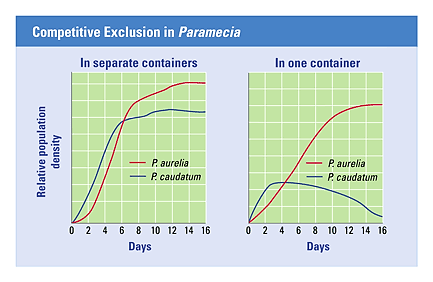 Competitive Exclusion in Paramecia
In separate containers
Relative population
density
P. aurelia
P. caudatum
0 2 4 6 8 10 12 14 16
Days
In one container
P. aurelia
P. caudatum
0 2 4 6 8 10 12 14 16
Days